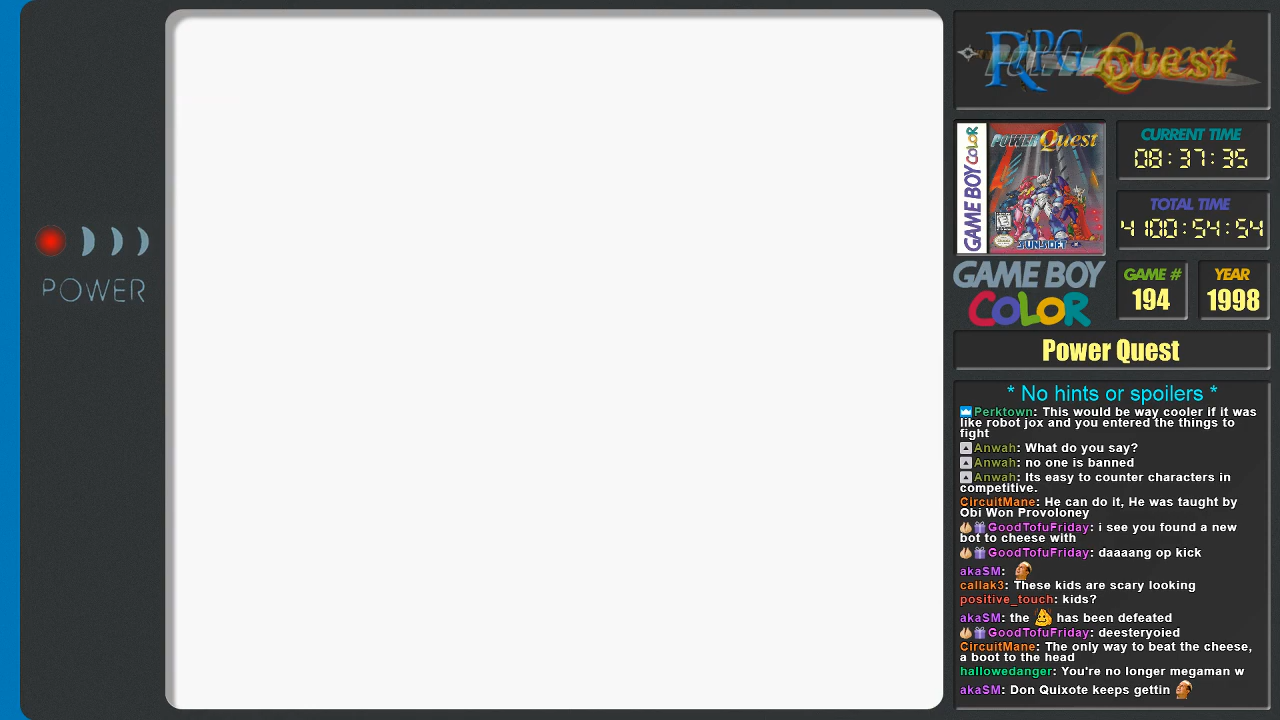 POWER
RPG Quest
POWER Quest
GAME BOY COLOR
POWER Quest
SUNSOFT
CURRENT TIME
08:37:35
TOTAL TIME
4100:54:54
GAME BOY
COLOR
GAME #
194
YEAR
1998
Power Quest
* No hints or spoilers *
Perktown: This would be way cooler if it was
like robot jox and you entered the things to
fight
Anwah: What do you say?
Anwah: no one is banned
Anwah: Its easy to counter characters in
competitive.
CircuitMane: He can do it, He was taught by
Obi Won Provoloney
GoodTofuFriday: i see you found a new
bot to cheese with
GoodTofuFriday: daaaang op kick
akaSM:
callak3: These kids are scary looking
positive_touch: kids?
akaSM: the has been defeated
GoodTofuFriday: deesteryoied
CircuitMane: The only way to beat the cheese,
a boot to the head
hallowedanger: You're no longer megaman w
akaSM: Don Quixote keeps gettin